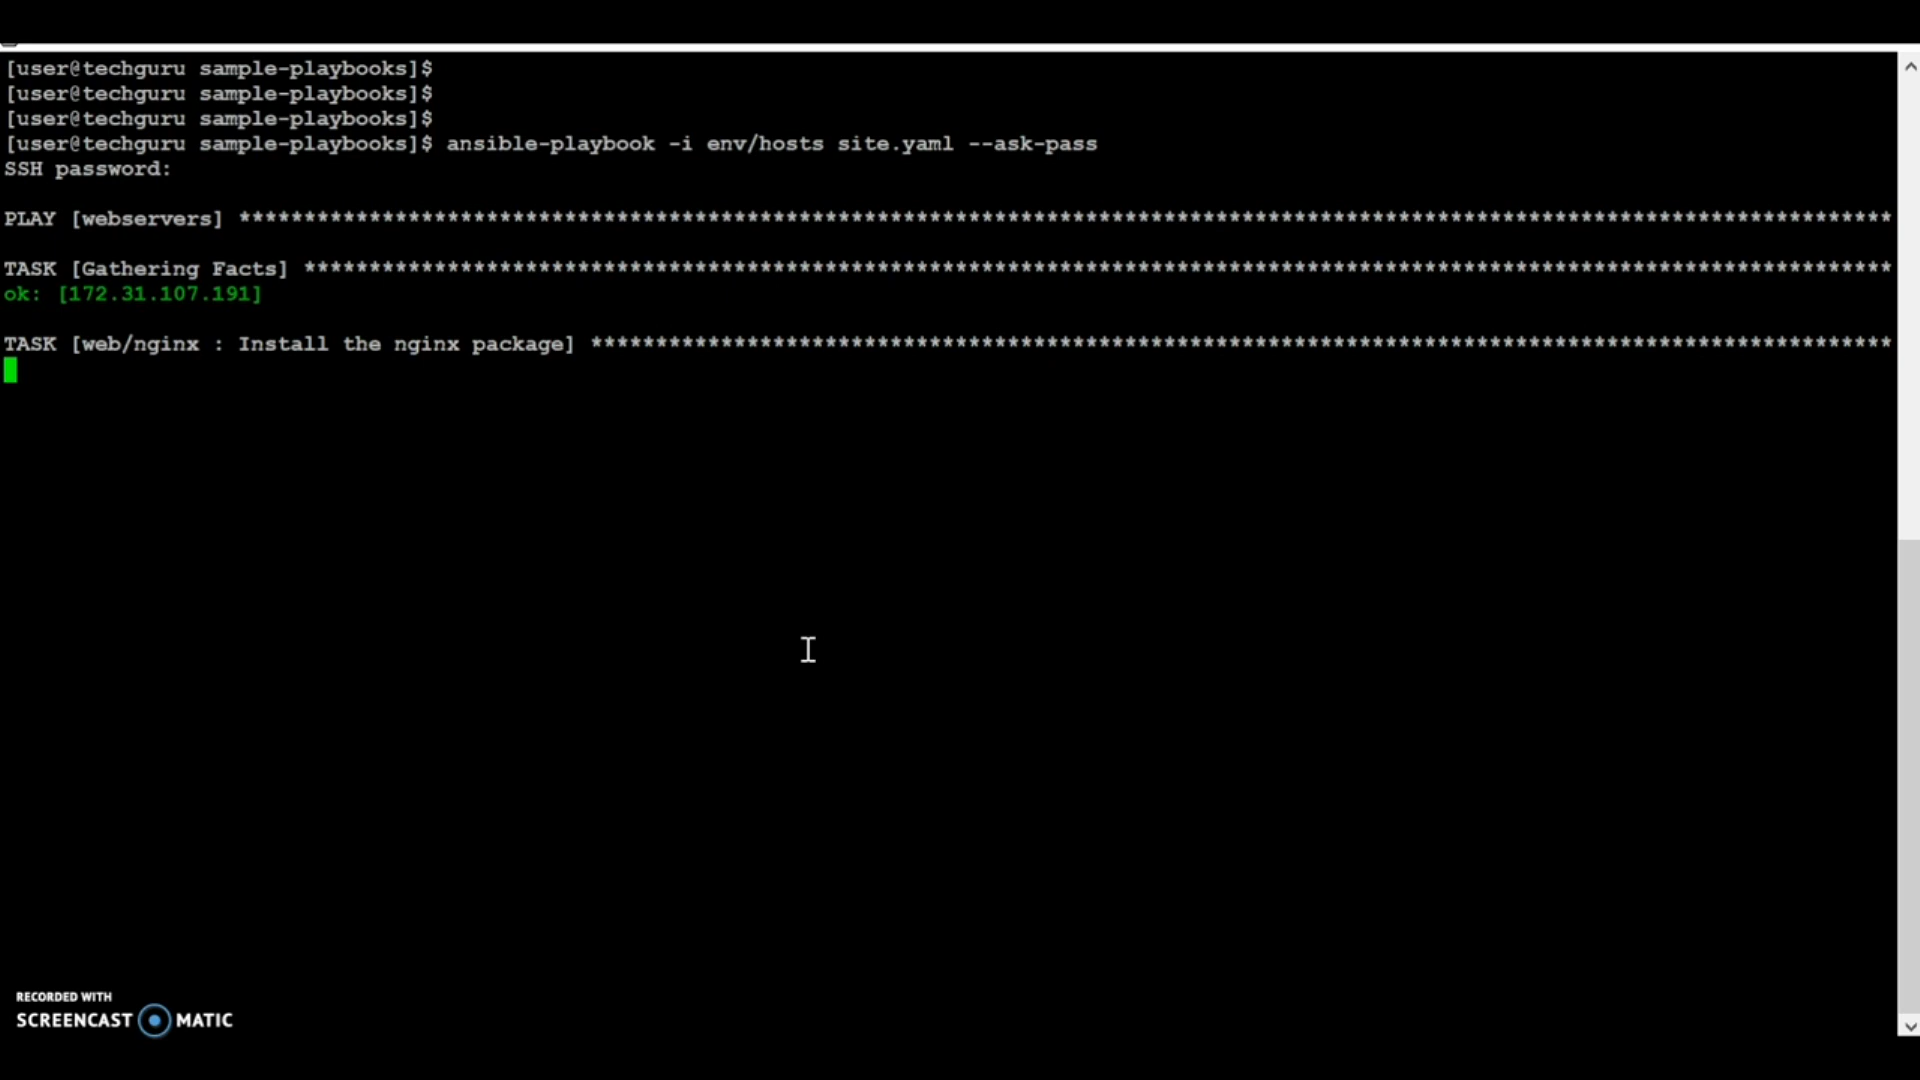 [user@techguru sample-playbooks]$
[user@techguru sample-playbooks]$
[user@techguru sample-playbooks]$
[user@techguru sample-playbooks]$ ansible-playbook -i env/hosts site.yaml --ask-pass
SSH password:
PLAY [webservers] *******************************************************************************************************************************
TASK [Gathering Facts] **************************************************************************************************************************
ok: [172.31.107.191]
TASK [web/nginx : Install the nginx package] ****************************************************************************************************
RECORDED WITH
SCREENCAST MATIC